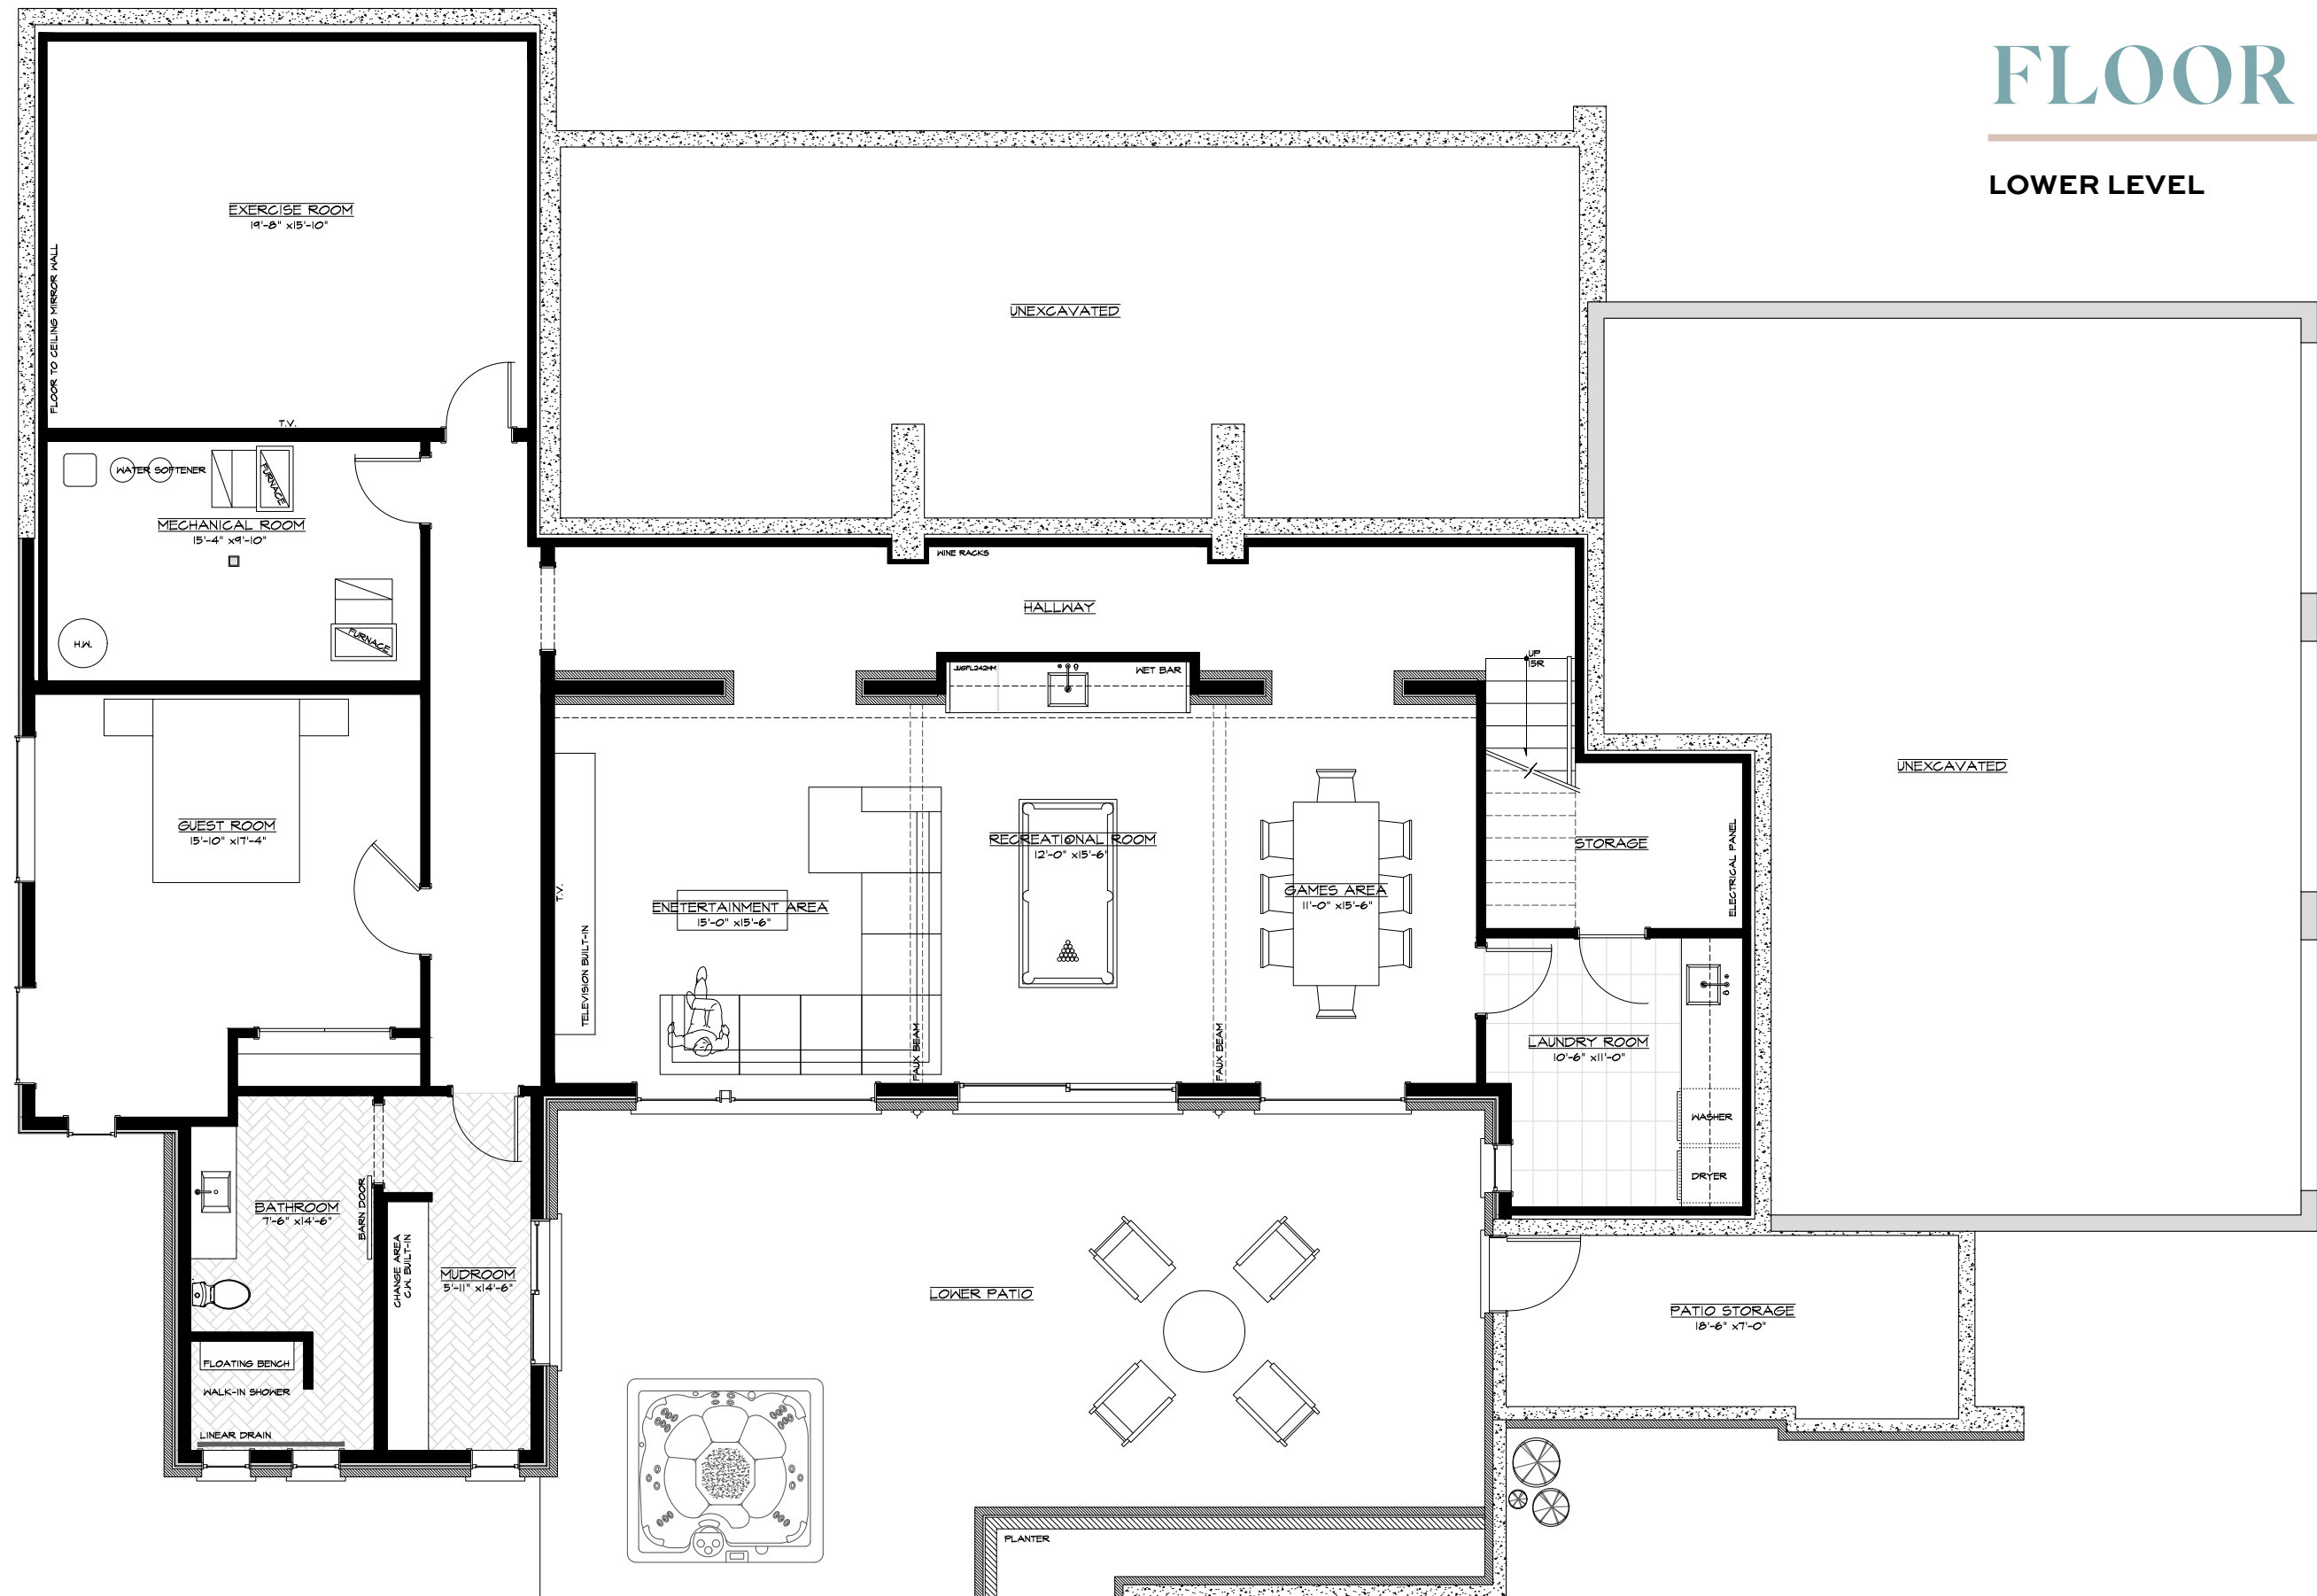 FLOOR
LOWER LEVEL
EXERCISE ROOM
19'-8" x15'-10"
FLOOR TO CEILING MIRROR WALL
T.V.
UNEXCAVATED
WATER SOFTENER
FURNACE
MECHANICAL ROOM
15'-4" x9'-10"
H.W.
FURNACE
WINE RACKS
HALLWAY
JUGFL242HM
WET BAR
UP
15R
UNEXCAVATED
GUEST ROOM
15'-10" x17'-4"
T.V.
TELEVISION BUILT-IN
ENETERTAINMENT AREA
15'-0" x15'-6"
RECREATIONAL ROOM
12'-0" x15'-6"
GAMES AREA
11'-0" x15'-6"
STORAGE
ELECTRICAL PANEL
FAUX BEAM
FAUX BEAM
LAUNDRY ROOM
10'-6" x11'-0"
WASHER
DRYER
BATHROOM
7'-6" x14'-6"
BARN DOOR
CHANGE AREA
C/W. BUILT-IN
MUDROOM
5'-11" x14'-6"
FLOATING BENCH
WALK-IN SHOWER
LINEAR DRAIN
LOWER PATIO
PATIO STORAGE
18'-6" x7'-0"
PLANTER